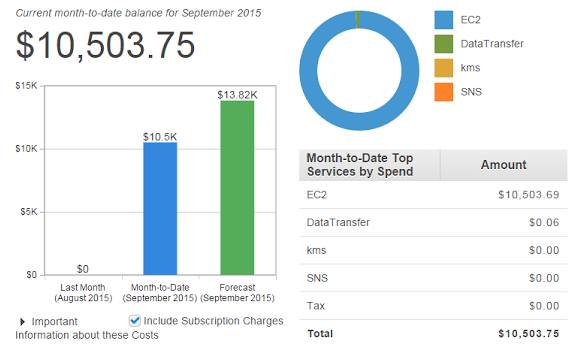 Current month-to-date balance for September 2015
$10,503.75
$15K
$10K
$5K
$0
$0
$10.5K
$13.82K
Last Month
(August 2015)
Month-to-Date
(September 2015)
Forecast
(September 2015)
Important
Information about these Costs
Include Subscription Charges
EC2
DataTransfer
kms
SNS
Month-to-Date Top
Services by Spend
Amount
EC2 $10,503.69
DataTransfer $0.06
kms $0.00
SNS $0.00
Tax $0.00
Total $10,503.75